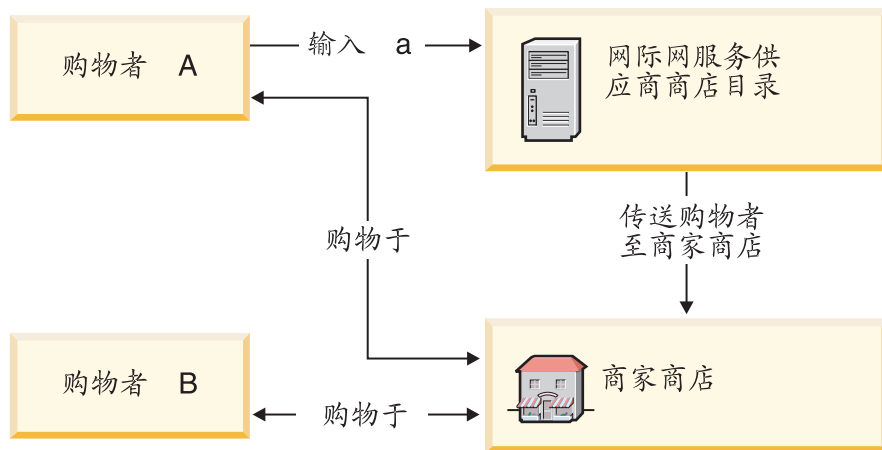 购物者 A
输入 a
网际网服务供
应商商店目录
传送购物者
至商家商店
购物于
购物者 B
购物于
商家商店